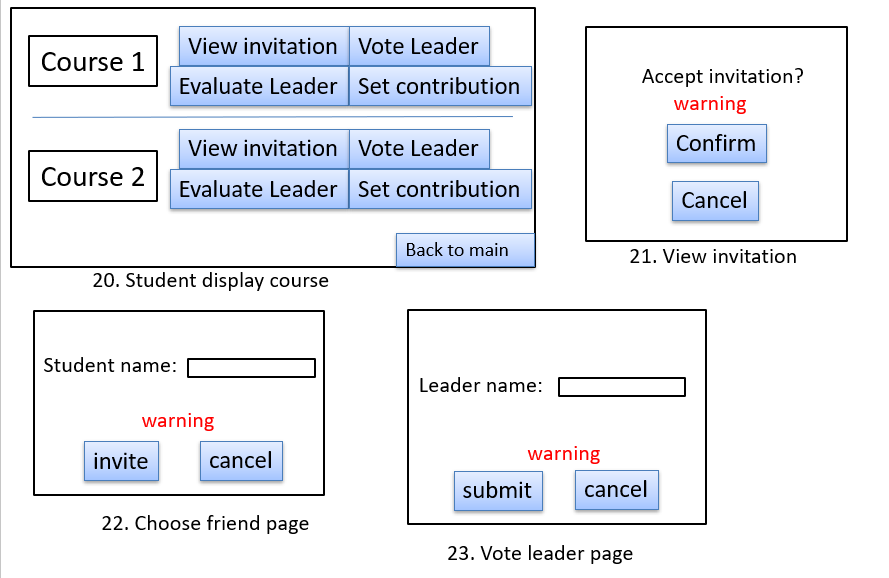 Course 1
View invitation
Vote Leader
Evaluate Leader
Set contribution
Course 2
View invitation
Vote Leader
Evaluate Leader
Set contribution
Back to main
20. Student display course
Accept invitation?
warning
Confirm
Cancel
21. View invitation
Student name:
warning
invite
cancel
22. Choose friend page
Leader name:
warning
submit
cancel
23. Vote leader page